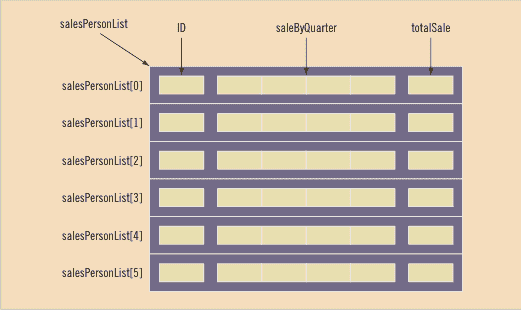 salesPersonList
ID
saleByQuarter
totalSale
salesPersonList[0]
salesPersonList[1]
salesPersonList[2]
salesPersonList[3]
salesPersonList[4]
salesPersonList[5]